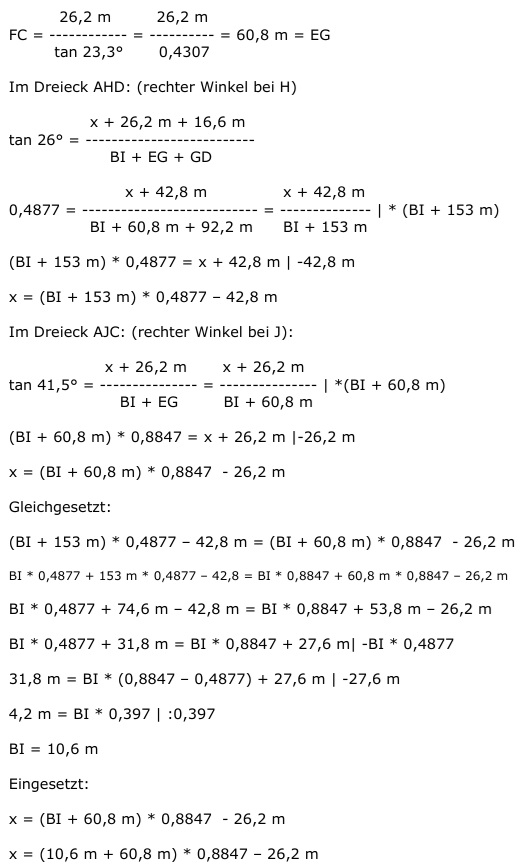 26,2 m 26,2 m
FC = ------------ = ---------- = 60,8 m = EG
tan 23,3° 0,4307
Im Dreieck AHD: (rechter Winkel bei H)
x + 26,2 m + 16,6 m
tan 26° = --------------------------
BI + EG + GD
x + 42,8 m x + 42,8 m
0,4877 = --------------------------- = -------------- | * (BI + 153 m)
BI + 60,8 m + 92,2 m BI + 153 m
(BI + 153 m) * 0,4877 = x + 42,8 m | -42,8 m
x = (BI + 153 m) * 0,4877 – 42,8 m
Im Dreieck AJC: (rechter Winkel bei J):
x + 26,2 m x + 26,2 m
tan 41,5° = --------------- = --------------- | *(BI + 60,8 m)
BI + EG BI + 60,8 m
(BI + 60,8 m) * 0,8847 = x + 26,2 m |-26,2 m
x = (BI + 60,8 m) * 0,8847 - 26,2 m
Gleichgesetzt:
(BI + 153 m) * 0,4877 – 42,8 m = (BI + 60,8 m) * 0,8847 - 26,2 m
BI * 0,4877 + 153 m * 0,4877 – 42,8 = BI * 0,8847 + 60,8 m * 0,8847 – 26,2 m
BI * 0,4877 + 74,6 m – 42,8 m = BI * 0,8847 + 53,8 m – 26,2 m
BI * 0,4877 + 31,8 m = BI * 0,8847 + 27,6 m| -BI * 0,4877
31,8 m = BI * (0,8847 – 0,4877) + 27,6 m | -27,6 m
4,2 m = BI * 0,397 | :0,397
BI = 10,6 m
Eingesetzt:
x = (BI + 60,8 m) * 0,8847 - 26,2 m
x = (10,6 m + 60,8 m) * 0,8847 – 26,2 m